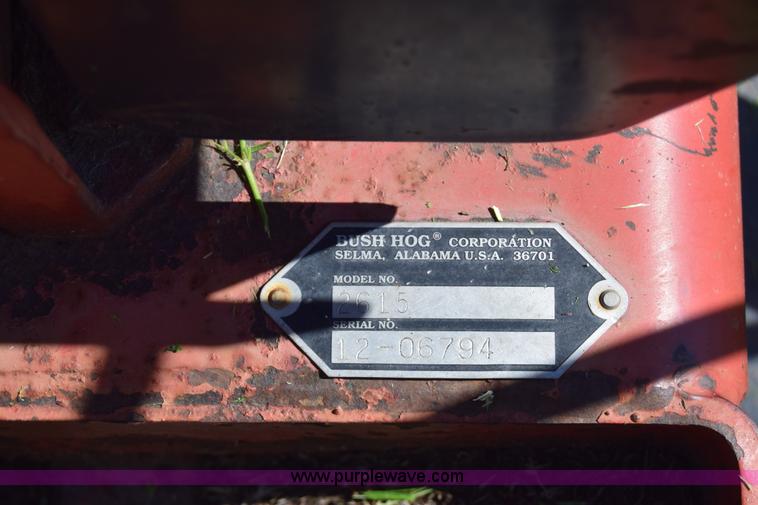 BUSH HOG® CORPORATION
SELMA, ALABAMA U.S.A. 36701
MODEL NO.
2615
SERIAL NO.
12-06794
www.purplewave.com